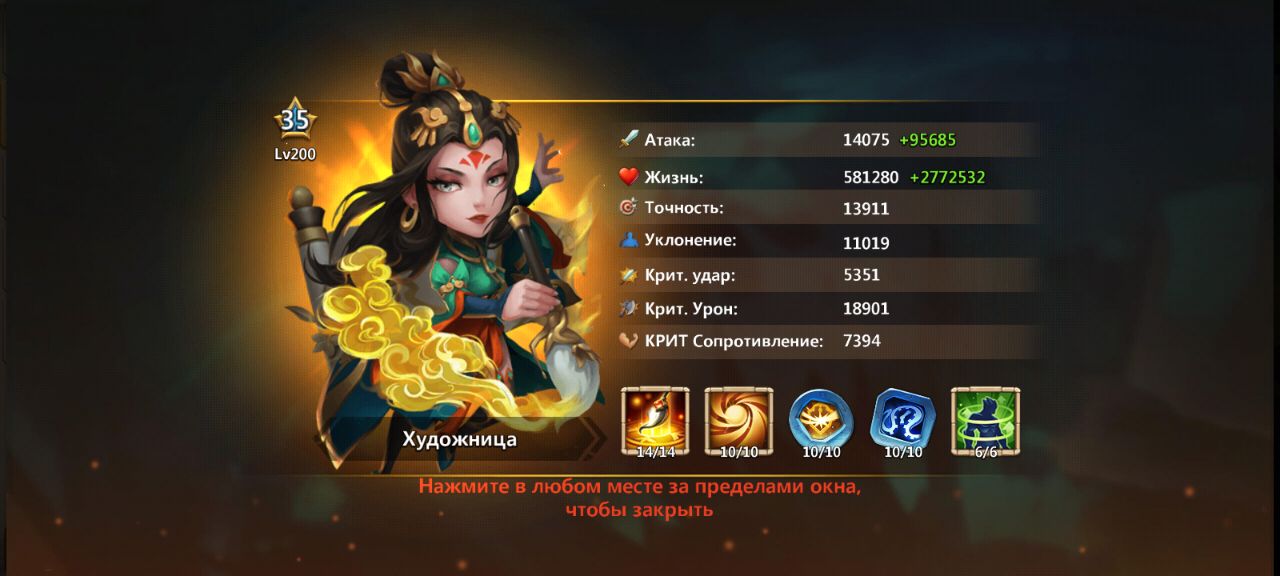 35
Lv200
Атака: 14075 +95685
Жизнь: 581280 +2772532
Точность: 13911
Уклонение: 11019
Крит. удар: 5351
Крит. Урон: 18901
КРИТ Сопротивление: 7394
Художница
14/14 10/10 10/10 10/10 6/6
Нажмите в любом месте за пределами окна,
чтобы закрыть